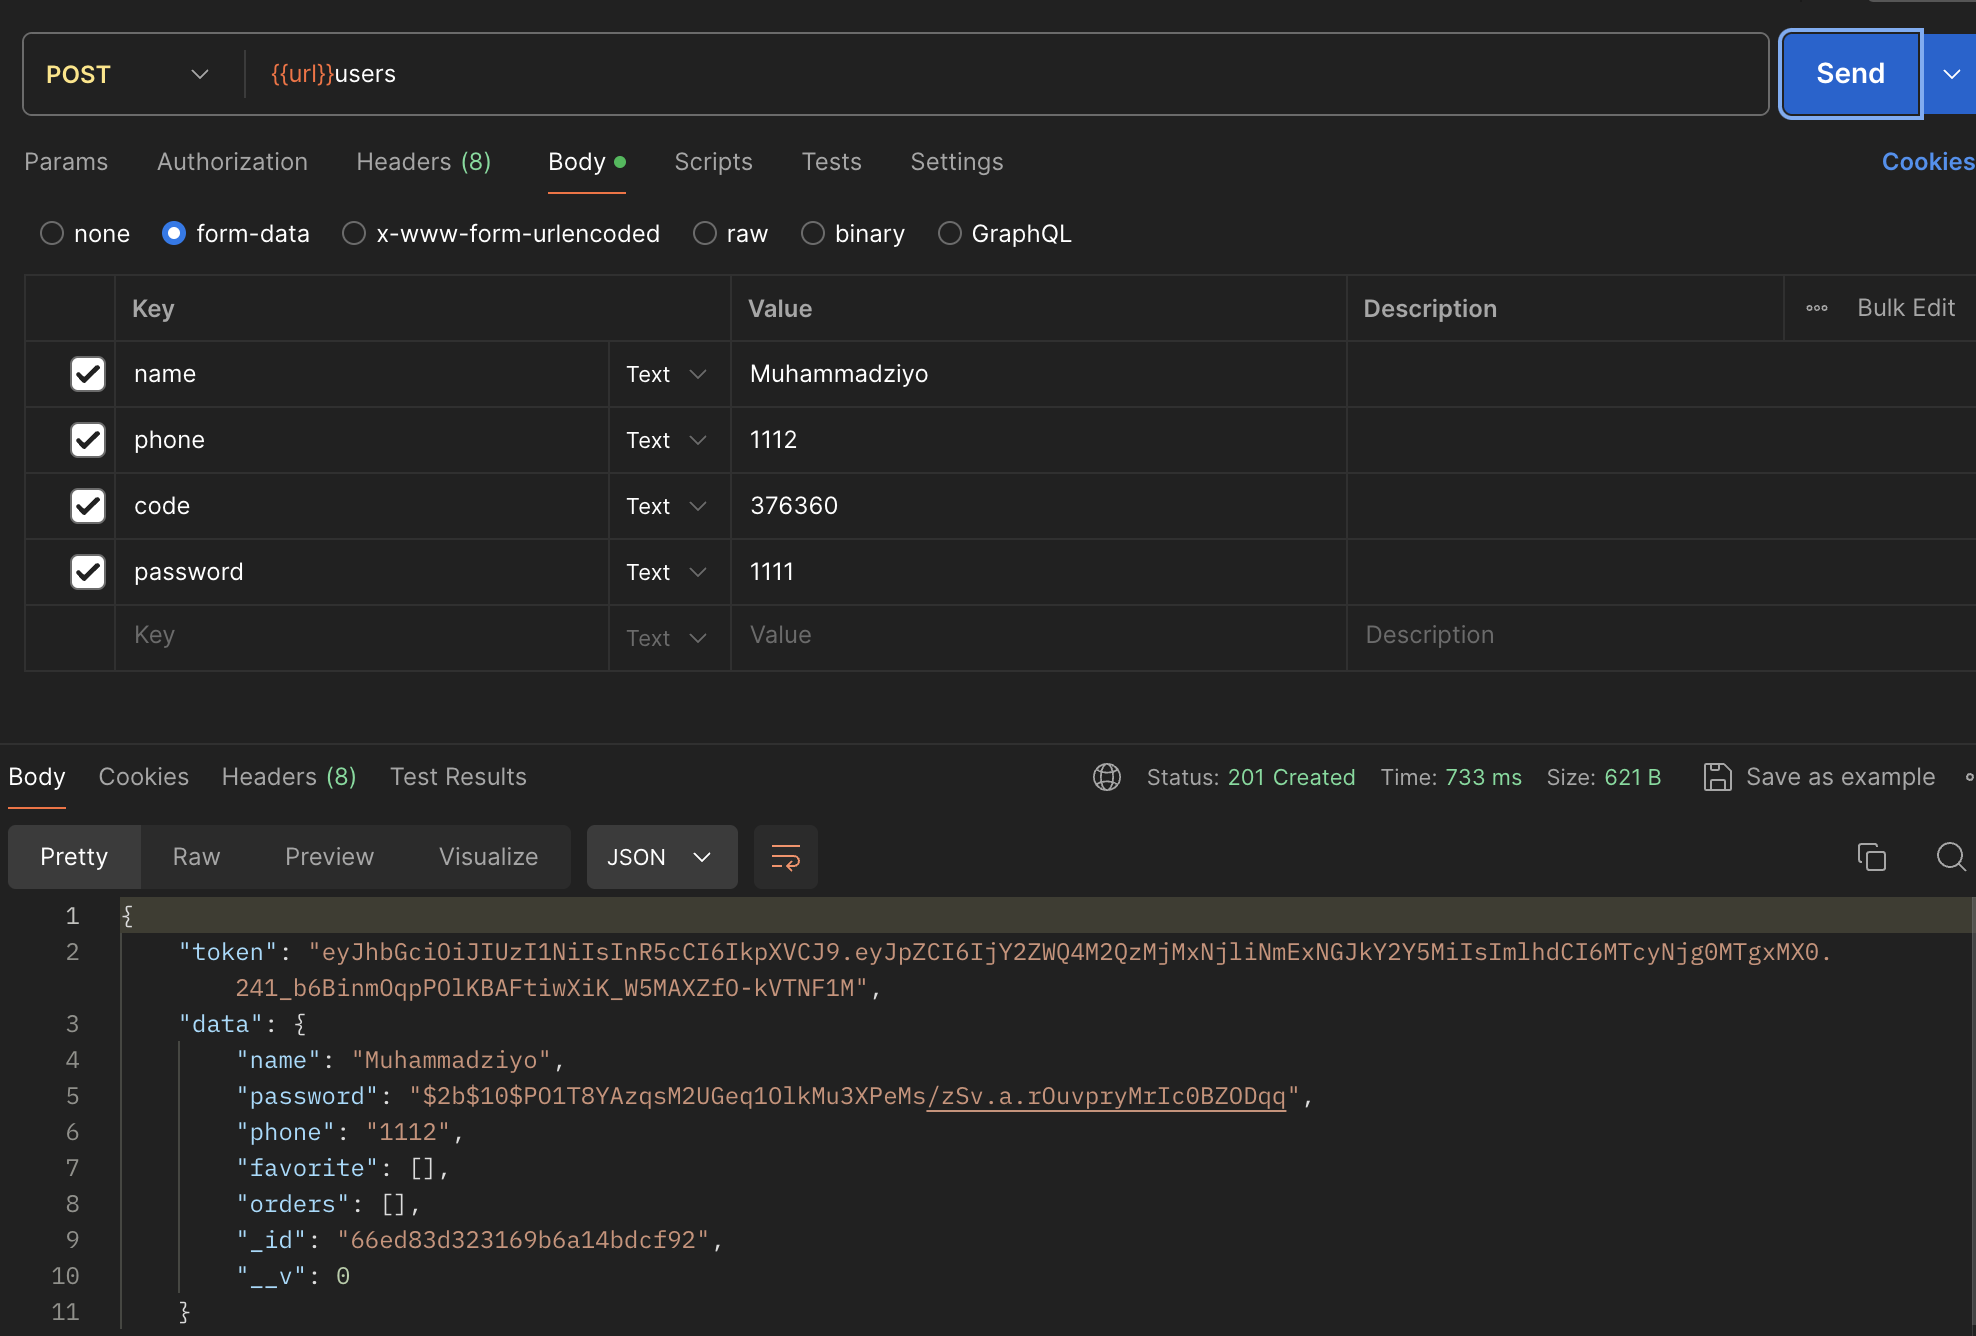 POST {{url}}users Send
Params Authorization Headers (8) Body Scripts Tests Settings Cookies
none form-data x-www-form-urlencoded raw binary GraphQL
Key Value Description Bulk Edit
name Text Muhammadziyo
phone Text 1112
code Text 376360
password Text 1111
Key Text Value Description
Body Cookies Headers (8) Test Results Status: 201 Created Time: 733 ms Size: 621 B Save as example
Pretty Raw Preview Visualize JSON
1 {
2 "token": "eyJhbGciOiJIUzI1NiIsInR5cCI6IkpXVCJ9.eyJpZCI6IjY2ZWQ4M2QzMjMxNjliNmExNGJkY2Y5MiIsImlhdCI6MTcyNjg0MTgxMX0.
241_b6BinmOqpPOlKBAFtiwXiK_W5MAXZfO-kVTNF1M",
3 "data": {
4 "name": "Muhammadziyo",
5 "password": "$2b$10$PO1T8YAzqsM2UGeq1OlkMu3XPeMs/zSv.a.rOuvpryMrIc0BZODqq",
6 "phone": "1112",
7 "favorite": [],
8 "orders": [],
9 "_id": "66ed83d323169b6a14bdcf92",
10 "__v": 0
11 }